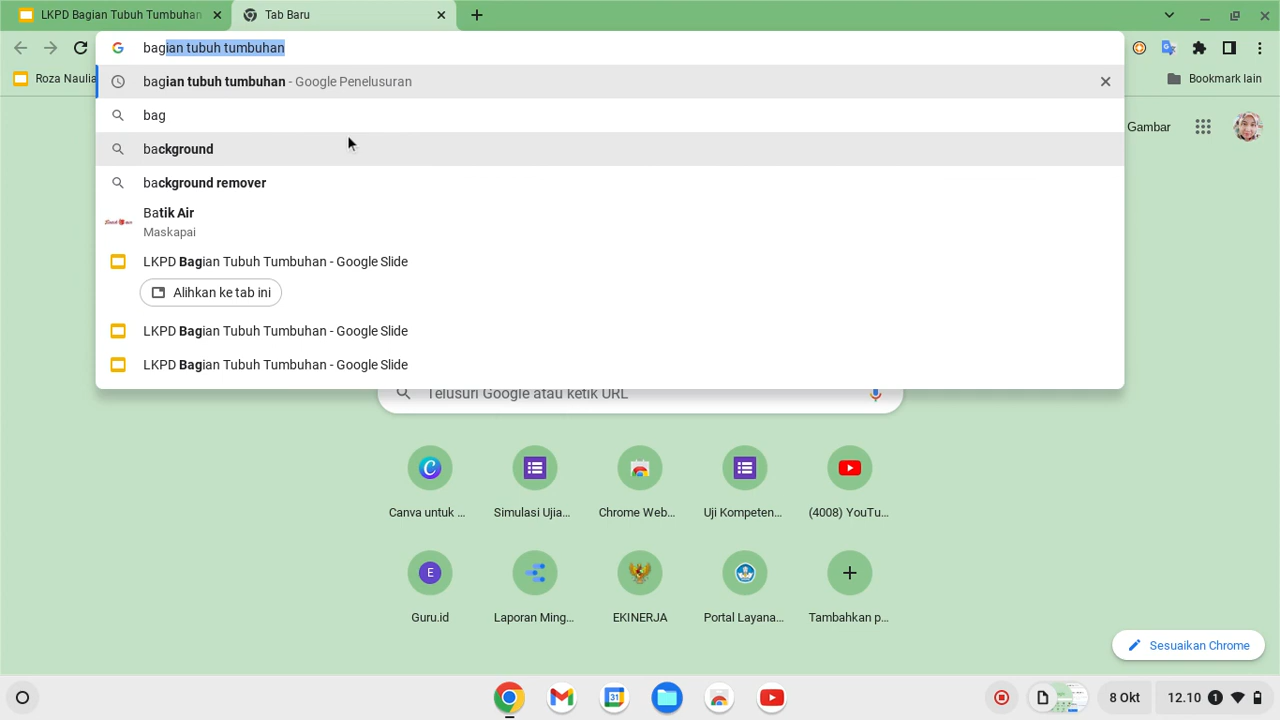 LKPD Bagian Tubuh Tumbuhan
Tab Baru
bagian tubuh tumbuhan
Roza Naulia
Bookmark lain
bagian tubuh tumbuhan - Google Penelusuran
bag
Gambar
background
background remover
Batik Air
Maskapai
LKPD Bagian Tubuh Tumbuhan - Google Slide
Alihkan ke tab ini
LKPD Bagian Tubuh Tumbuhan - Google Slide
LKPD Bagian Tubuh Tumbuhan - Google Slide
Telusuri Google atau ketik URL
Canva untuk ...
Simulasi Ujia...
Chrome Web...
Uji Kompeten...
(4008) YouTu...
E
Guru.id
Laporan Ming...
EKINERJA
Portal Layana...
Tambahkan p...
Sesuaikan Chrome
31
8 Okt
12.10
1